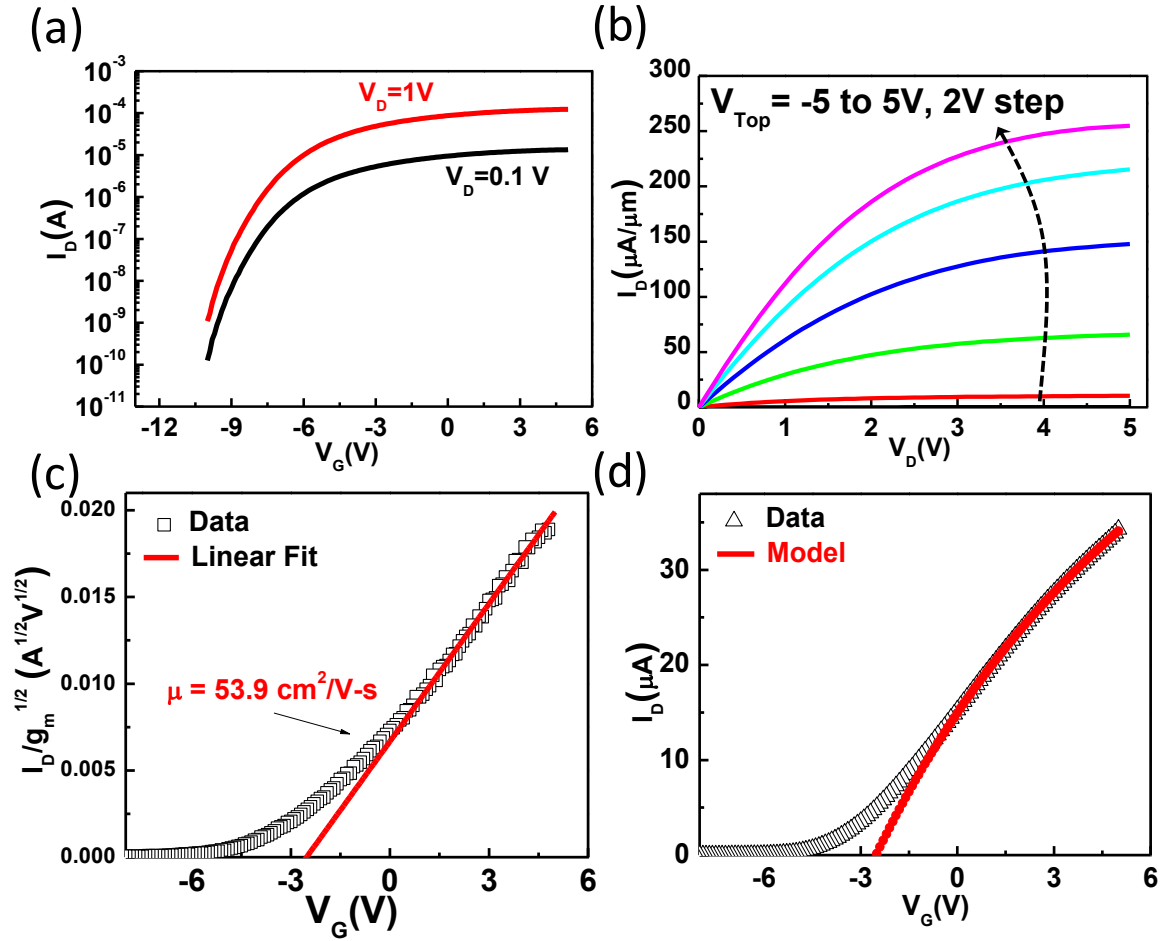 (a)
10^-3
10^-4
10^-5
10^-6
10^-7
10^-8
10^-9
10^-10
10^-11
I_D(A)
V_D=1V
V_D=0.1 V
-12 -9 -6 -3 0 3 6
V_G(V)
(b)
300
250
200
150
100
50
0
I_D(μA/μm)
V_Top = -5 to 5V, 2V step
0 1 2 3 4 5
V_D(V)
(c)
0.020
0.015
0.010
0.005
0.000
I_D/g_m^1/2 (A^1/2V^1/2)
Data
Linear Fit
μ = 53.9 cm^2/V-s
-6 -3 0 3 6
V_G(V)
(d)
30
20
10
0
I_D(μA)
Data
Model
-6 -3 0 3 6
V_G(V)